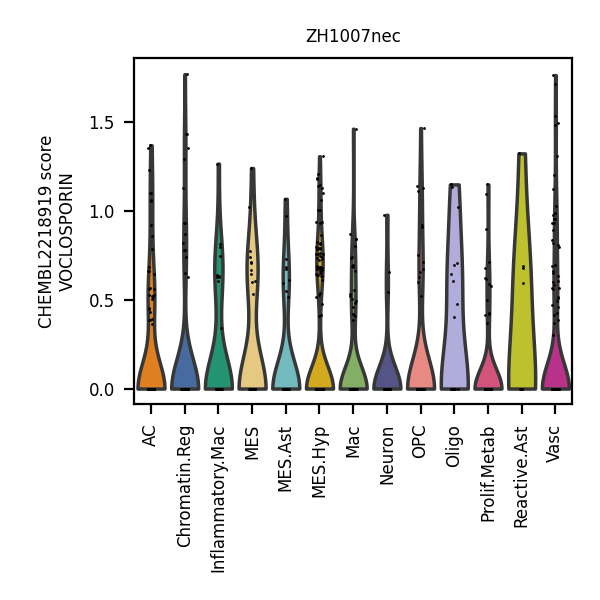 ZH1007nec
CHEMBL2218919 score
VOCLOSPORIN
1.5
1.0
0.5
0.0
AC
Chromatin.Reg
Inflammatory.Mac
MES
MES.Ast
MES.Hyp
Mac
Neuron
OPC
Oligo
Prolif.Metab
Reactive.Ast
Vasc